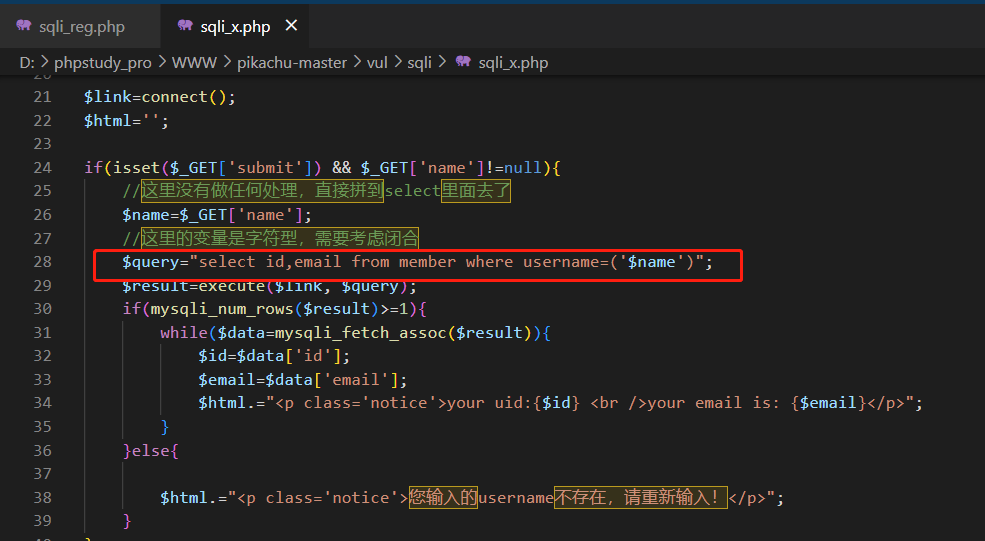 sqli_reg.php sqli_x.php ×
D: > phpstudy_pro > WWW > pikachu-master > vul > sqli > sqli_x.php
21 $link=connect();
22 $html='';
23
24 if(isset($_GET['submit']) && $_GET['name']!=null){
25 //这里没有做任何处理，直接拼到select里面去了
26 $name=$_GET['name'];
27 //这里的变量是字符型，需要考虑闭合
28 $query="select id,email from member where username=('$name')";
29 $result=execute($link, $query);
30 if(mysqli_num_rows($result)>=1){
31 while($data=mysqli_fetch_assoc($result)){
32 $id=$data['id'];
33 $email=$data['email'];
34 $html.="<p class='notice'>your uid:{$id} <br />your email is: {$email}</p>";
35 }
36 }else{
37
38 $html.="<p class='notice'>您输入的username不存在，请重新输入！</p>";
39 }